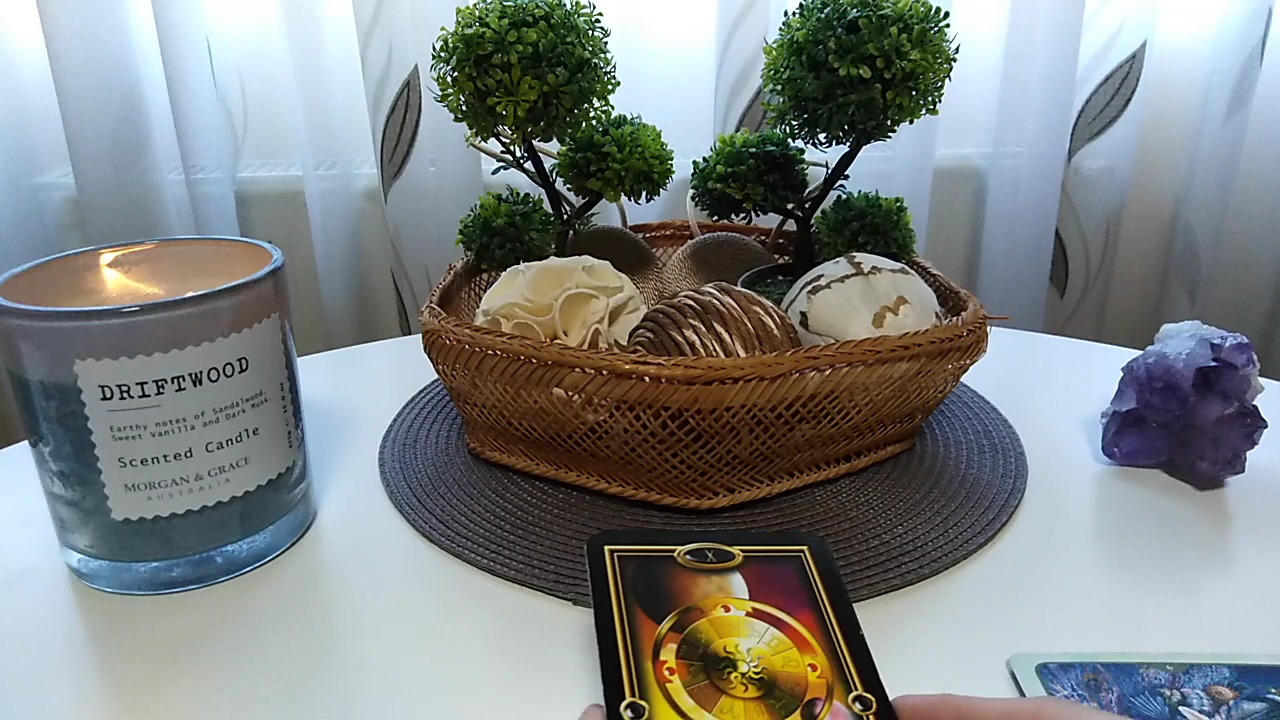 DRIFTWOOD
Earthy notes of Sandalwood,
Sweet Vanilla and Dark Musk.
Scented Candle
MORGAN & GRACE
AUSTRALIA
X